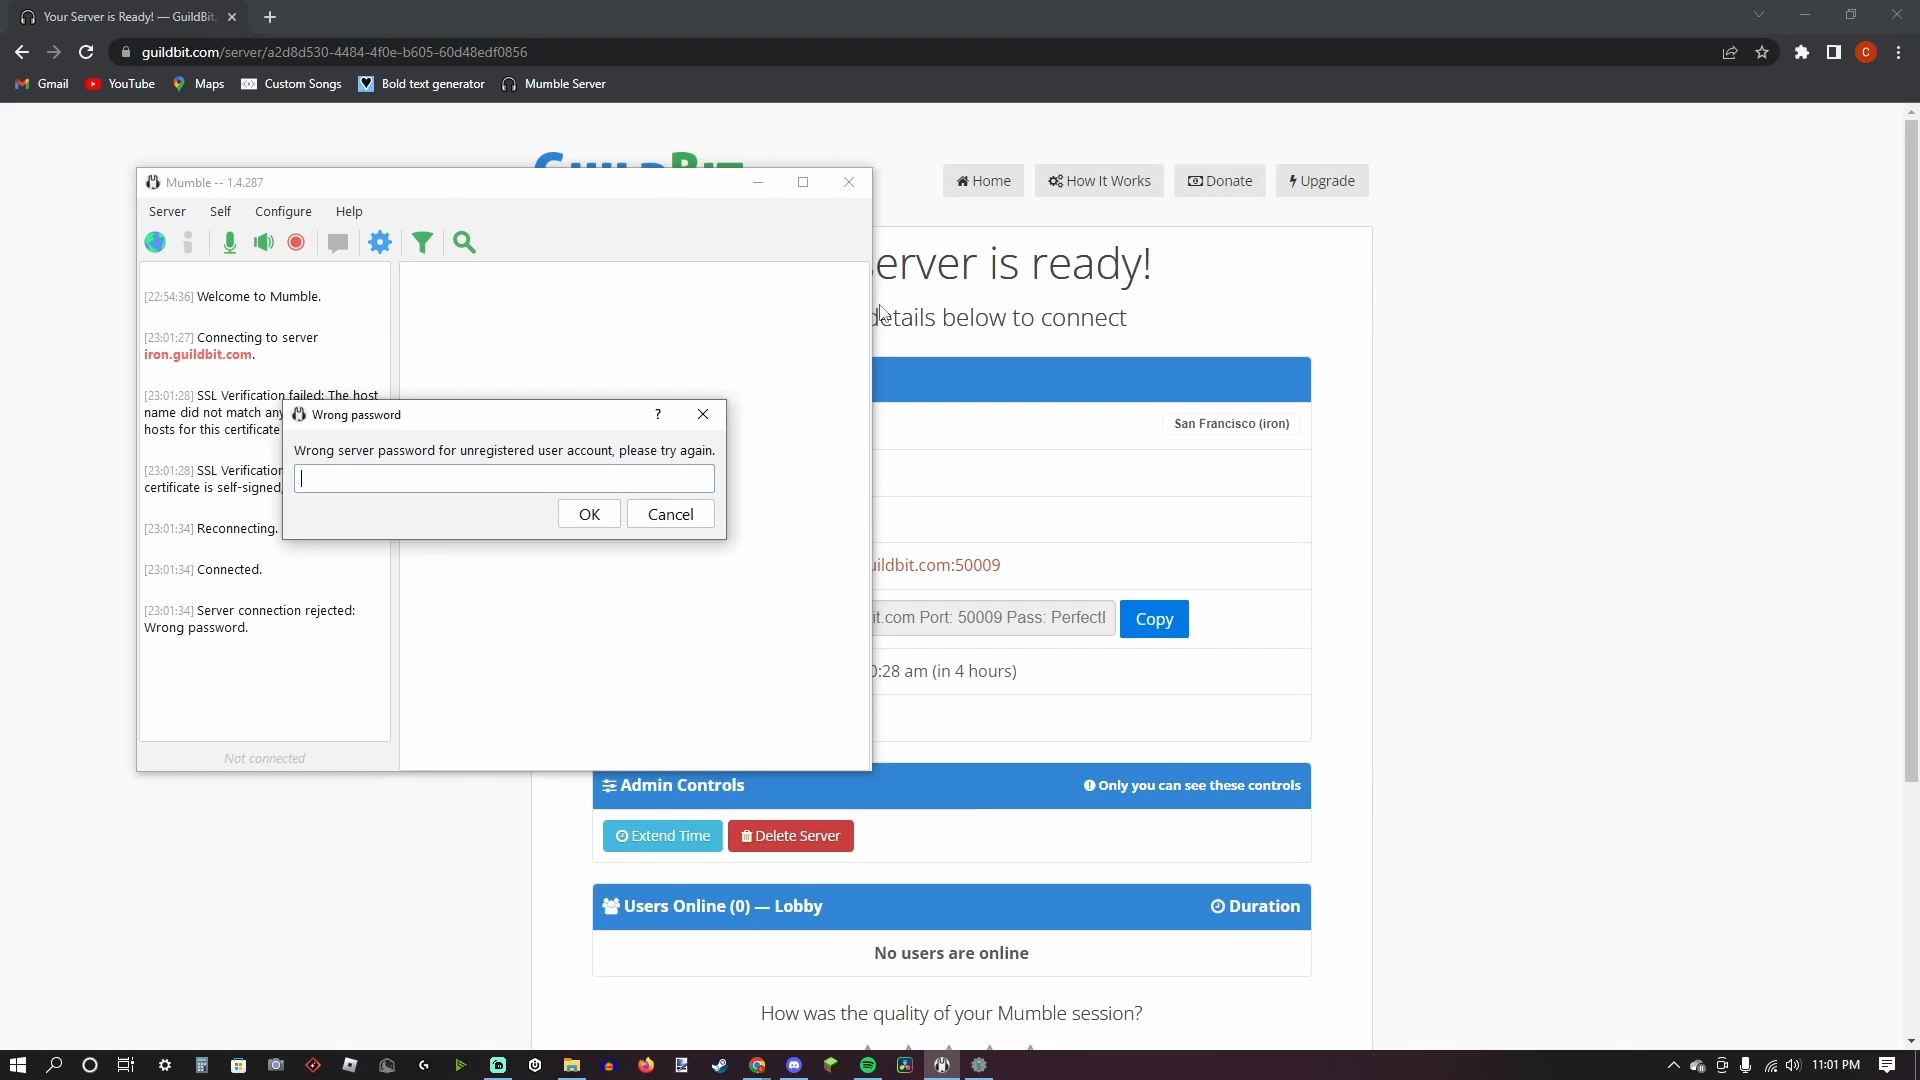 Your Server is Ready! — GuildBit
guildbit.com/server/a2d8d530-4484-4f0e-b605-60d48edf0856
C
Gmail
YouTube
Maps
Custom Songs
Bold text generator
Mumble Server
Home
How It Works
Donate
Upgrade
Mumble -- 1.4.287
Server
Self
Configure
Help
erver is ready!
details below to connect
[22:54:36] Welcome to Mumble.
[23:01:27] Connecting to server
iron.guildbit.com.
[23:01:28] SSL Verification failed: The host
name did not match any
hosts for this certificate
[23:01:28] SSL Verification
certificate is self-signed,
[23:01:34] Reconnecting.
[23:01:34] Connected.
[23:01:34] Server connection rejected:
Wrong password.
Not connected
Wrong password
?
Wrong server password for unregistered user account, please try again.
OK
Cancel
San Francisco (iron)
uildbit.com:50009
it.com Port: 50009 Pass: Perfectl
Copy
0:28 am (in 4 hours)
Admin Controls
Only you can see these controls
Extend Time
Delete Server
Users Online (0) — Lobby
Duration
No users are online
How was the quality of your Mumble session?
11:01 PM